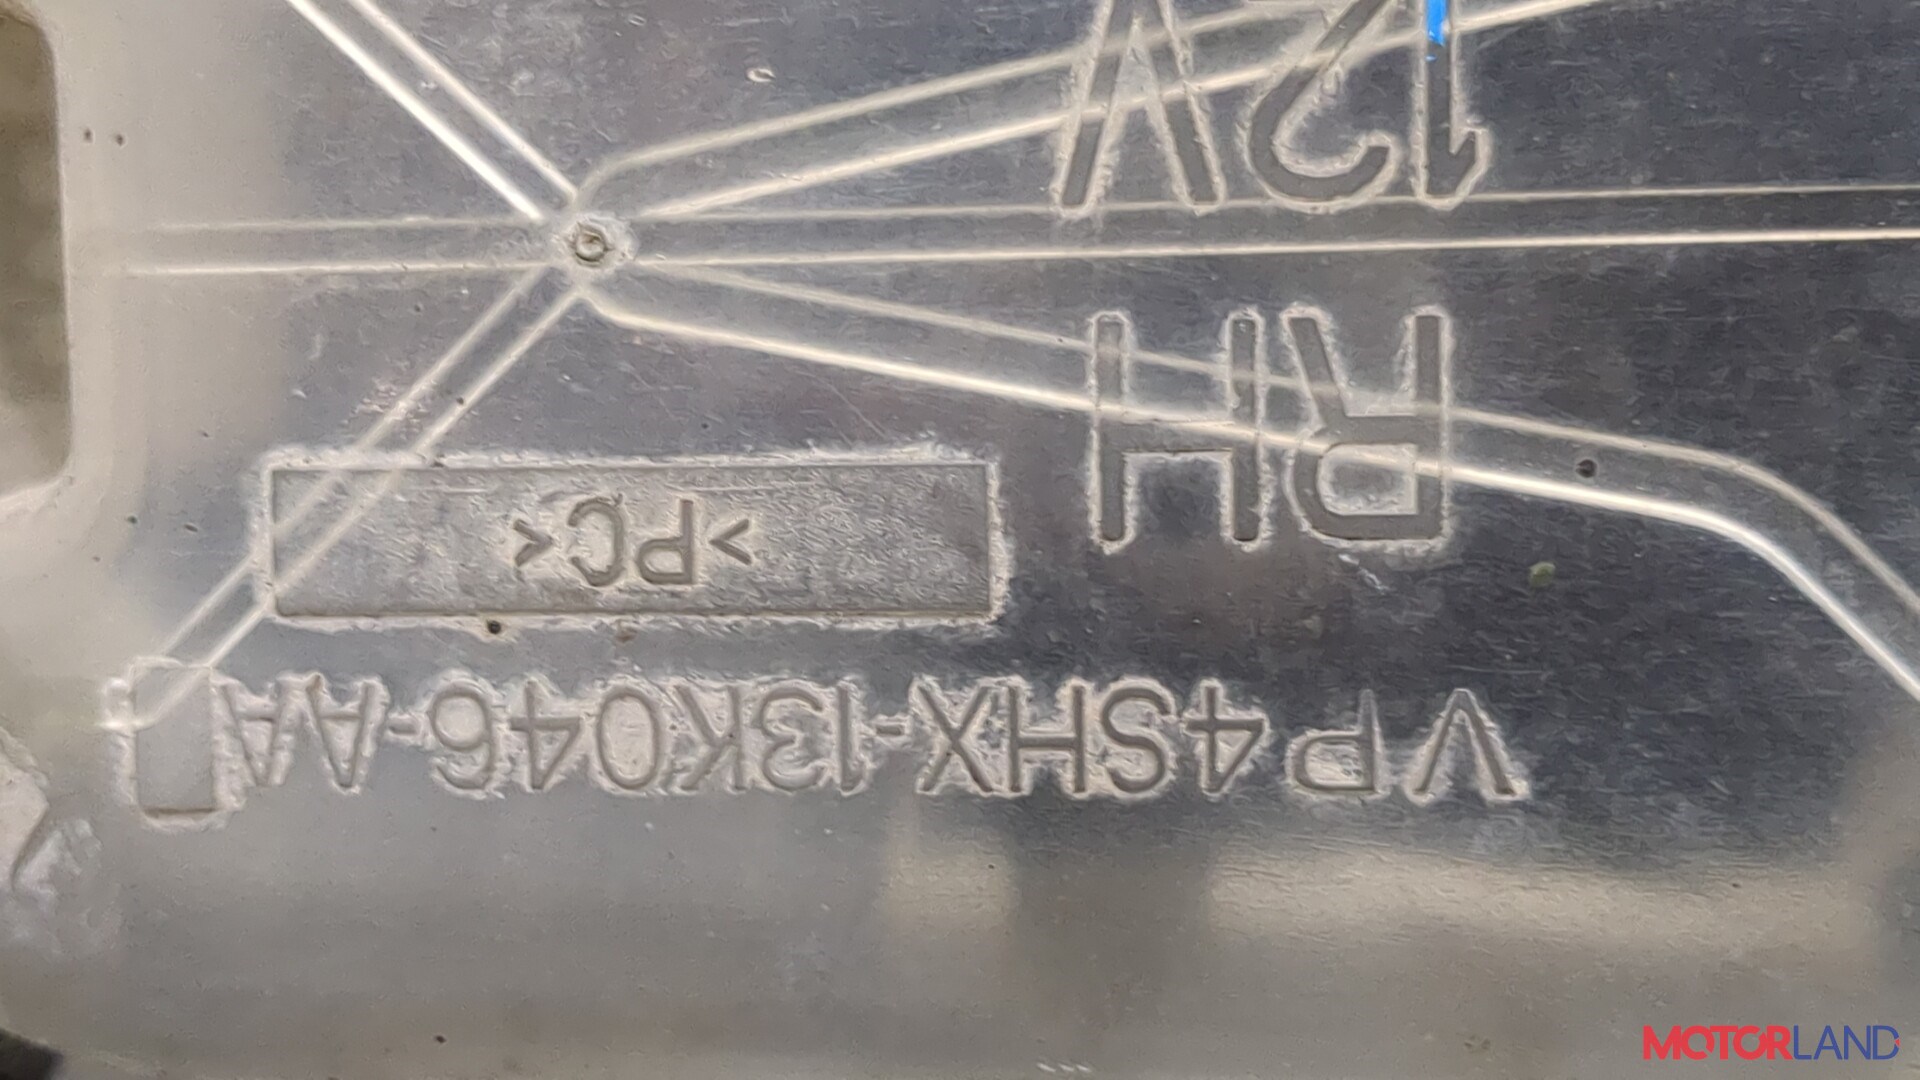 VP4SHX-13K046-AA
>PC<
RH
12V
MOTORLAND